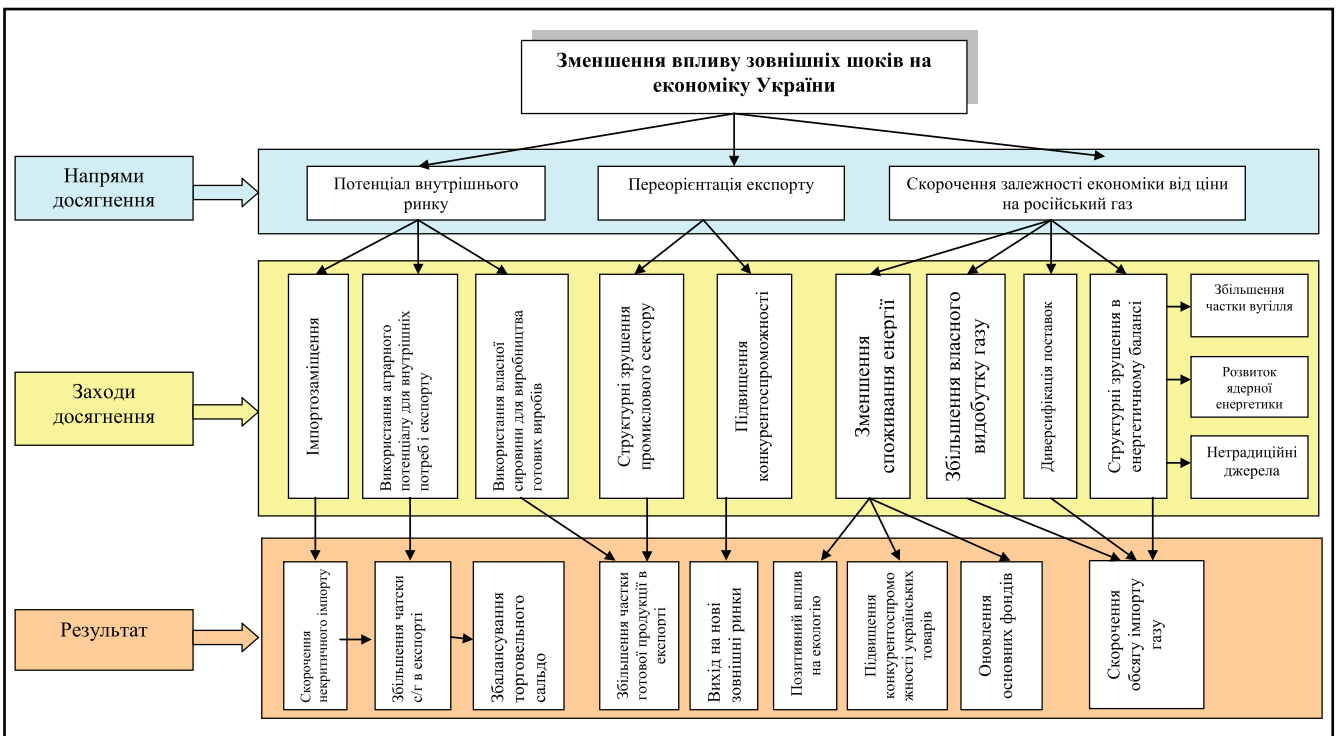 Зменшення впливу зовнішніх шоків на
економіку України
Напрями
досягнення
Потенціал внутрішнього
ринку
Переорієнтація експорту
Скорочення залежності економіки від ціни
на російський газ
Заходи
досягнення
Імпортозаміщення
Використання аграрного
потенціалу для внутрішніх
потреб і експорту
Використання власної
сировини для виробництва
готових виробів
Структурні зрушення
промислового сектору
Підвищення
конкурентоспроможності
Зменшення
споживання енергії
Збільшення власного
видобутку газу
Диверсифікація поставок
Структурні зрушення в
енергетичному балансі
Збільшення
частки вугілля
Розвиток
ядерної
енергетики
Нетрадиційні
джерела
Результат
Скорочення
некритичного імпорту
Збільшення чатски
с/г в експорті
Збалансування
торговельного
сальдо
Збільшення частки
готової продукції в
експорті
Вихід на нові
зовнішні ринки
Позитивний вплив
на екологію
Підвищення
конкурентоспромо
жності українських
товарів
Оновлення
основних фондів
Скорочення
обсягу імпорту
газу